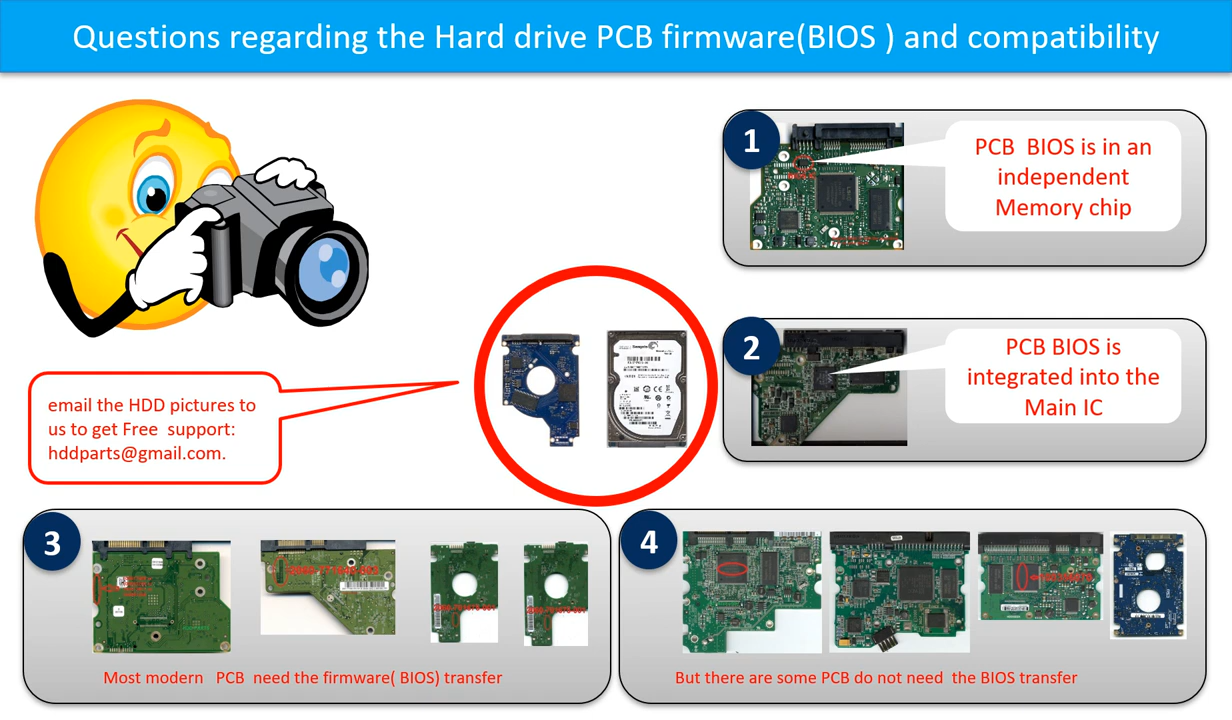 Questions regarding the Hard drive PCB firmware(BIOS ) and compatibility
1
PCB BIOS is in an
independent
Memory chip
2
PCB BIOS is
integrated into the
Main IC
email the HDD pictures to
us to get Free support:
hddparts@gmail.com.
Seagate
3
Most modern PCB need the firmware( BIOS) transfer
4
But there are some PCB do not need the BIOS transfer